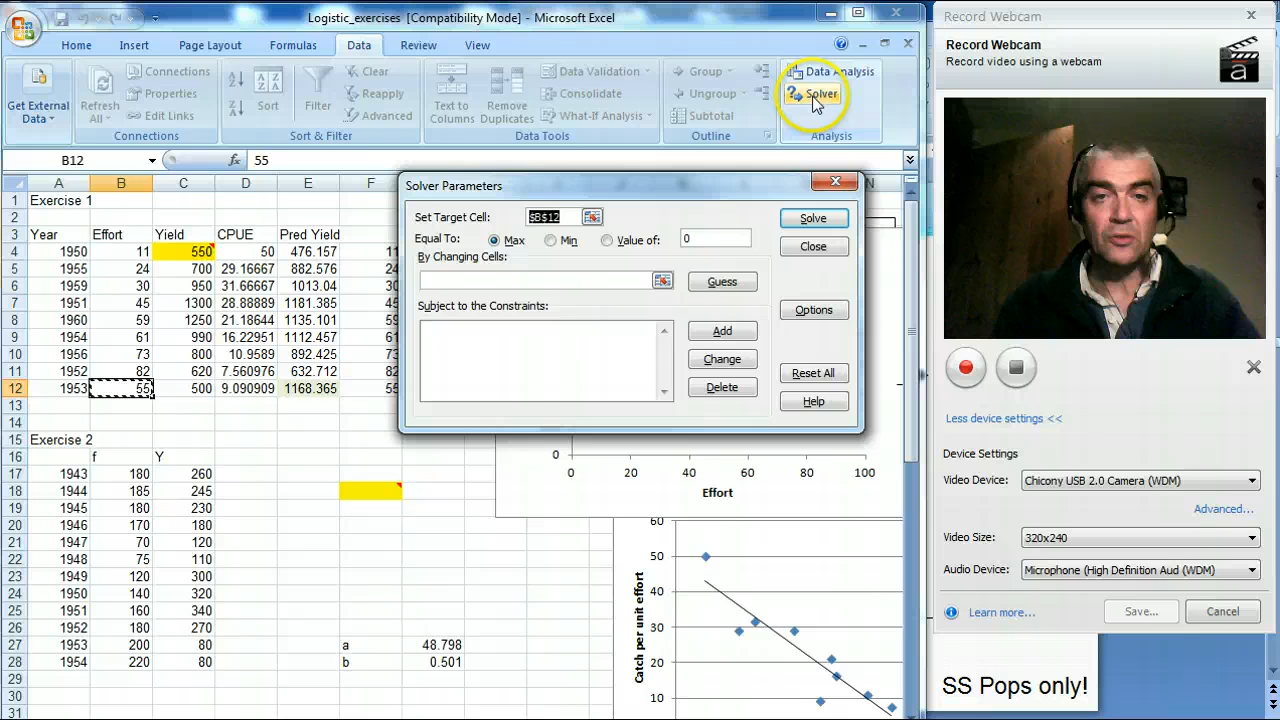 Logistic_exercises [Compatibility Mode] - Microsoft Excel
Home Insert Page Layout Formulas Data Review View
Get External Data
Refresh All
Connections
Properties
Edit Links
Connections
Sort
Filter
Clear
Reapply
Advanced
Sort & Filter
Text to Columns
Remove Duplicates
Data Validation
Consolidate
What-If Analysis
Data Tools
Group
Ungroup
Subtotal
Outline
Data Analysis
Solver
Analysis
B12 fx 55
A B C D E F N
1 Exercise 1
2
3 Year Effort Yield CPUE Pred Yield
4 1950 11 550 50 476.157 11
5 1955 24 700 29.16667 882.576 24
6 1959 30 950 31.66667 1013.04 30
7 1951 45 1300 28.88889 1181.385 45
8 1960 59 1250 21.18644 1135.101 59
9 1954 61 990 16.22951 1112.457 61
10 1956 73 800 10.9589 892.425 73
11 1952 82 620 7.560976 632.712 82
12 1953 55 500 9.090909 1168.365 55
13
14
15 Exercise 2
16 f Y
17 1943 180 260
18 1944 185 245
19 1945 180 230
20 1946 170 180
21 1947 70 120
22 1948 75 110
23 1949 120 300
24 1950 140 320
25 1951 160 340
26 1952 180 270
27 1953 200 80 a 48.798
28 1954 220 80 b 0.501
29
30
31
Solver Parameters
Set Target Cell: $B$12
Solve
Equal To: Max Min Value of: 0
Close
By Changing Cells:
Guess
Options
Subject to the Constraints:
Add
Change
Reset All
Delete
Help
0
0 20 40 60 80 100
Effort
60
50
40
30
20
10
Catch per unit effort
Record Webcam
Record Webcam
Record video using a webcam
a
Less device settings <<
Device Settings
Video Device: Chicony USB 2.0 Camera (WDM)
Advanced...
Video Size: 320x240
Audio Device: Microphone (High Definition Aud (WDM)
Learn more... Save... Cancel
SS Pops only!